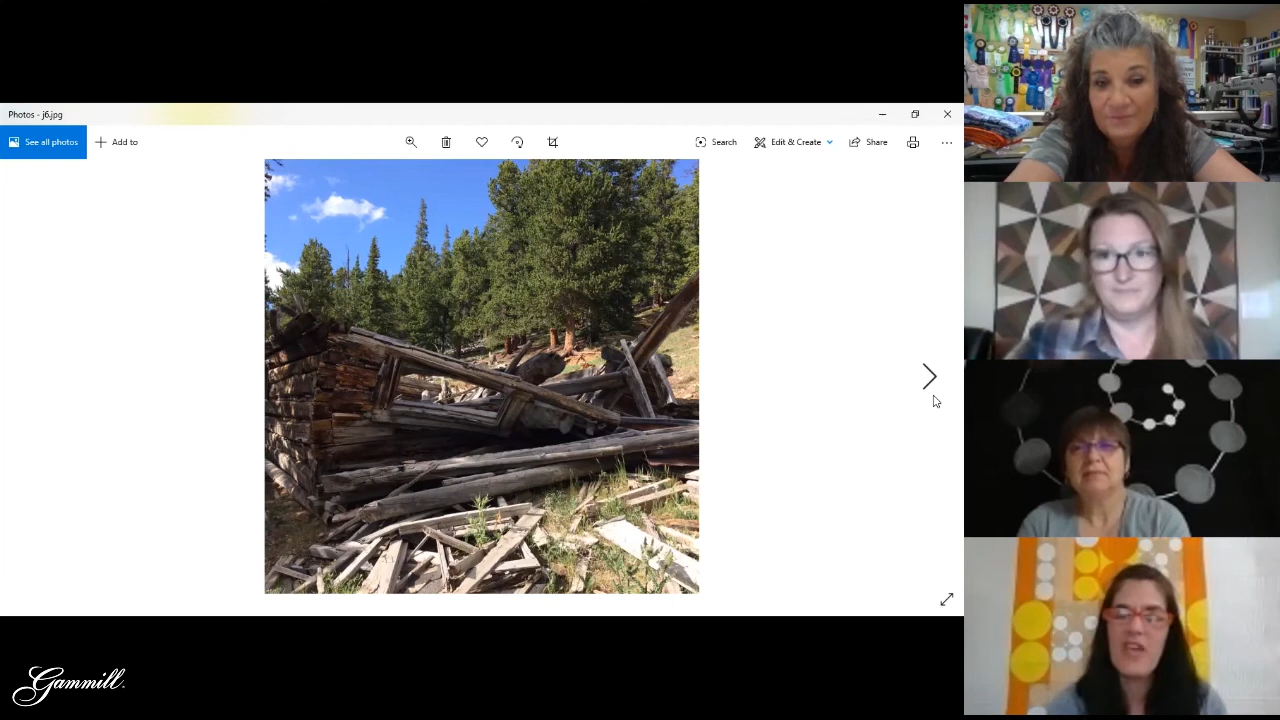 Photos - j6.jpg
See all photos
Add to
Search
Edit & Create
Share
Gammill